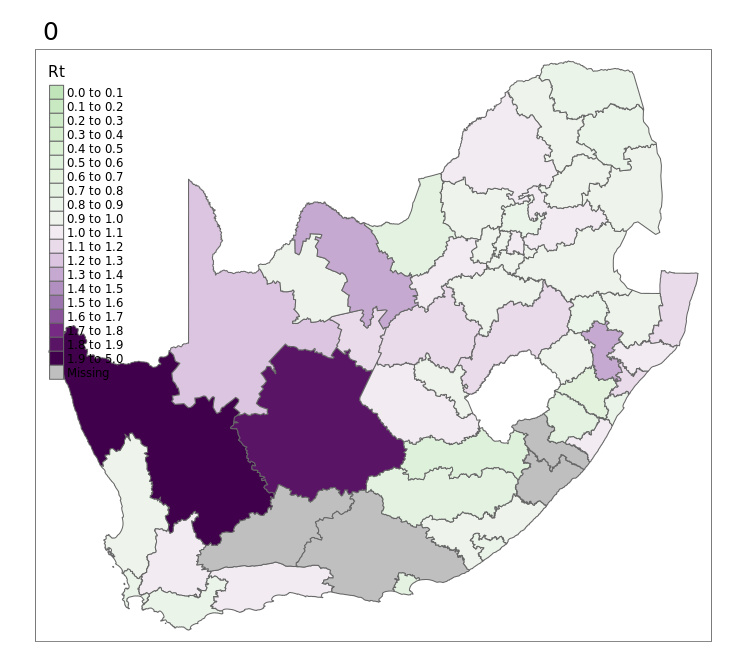 0
Rt
0.0 to 0.1
0.1 to 0.2
0.2 to 0.3
0.3 to 0.4
0.4 to 0.5
0.5 to 0.6
0.6 to 0.7
0.7 to 0.8
0.8 to 0.9
0.9 to 1.0
1.0 to 1.1
1.1 to 1.2
1.2 to 1.3
1.3 to 1.4
1.4 to 1.5
1.5 to 1.6
1.6 to 1.7
1.7 to 1.8
1.8 to 1.9
1.9 to 5.0
Missing